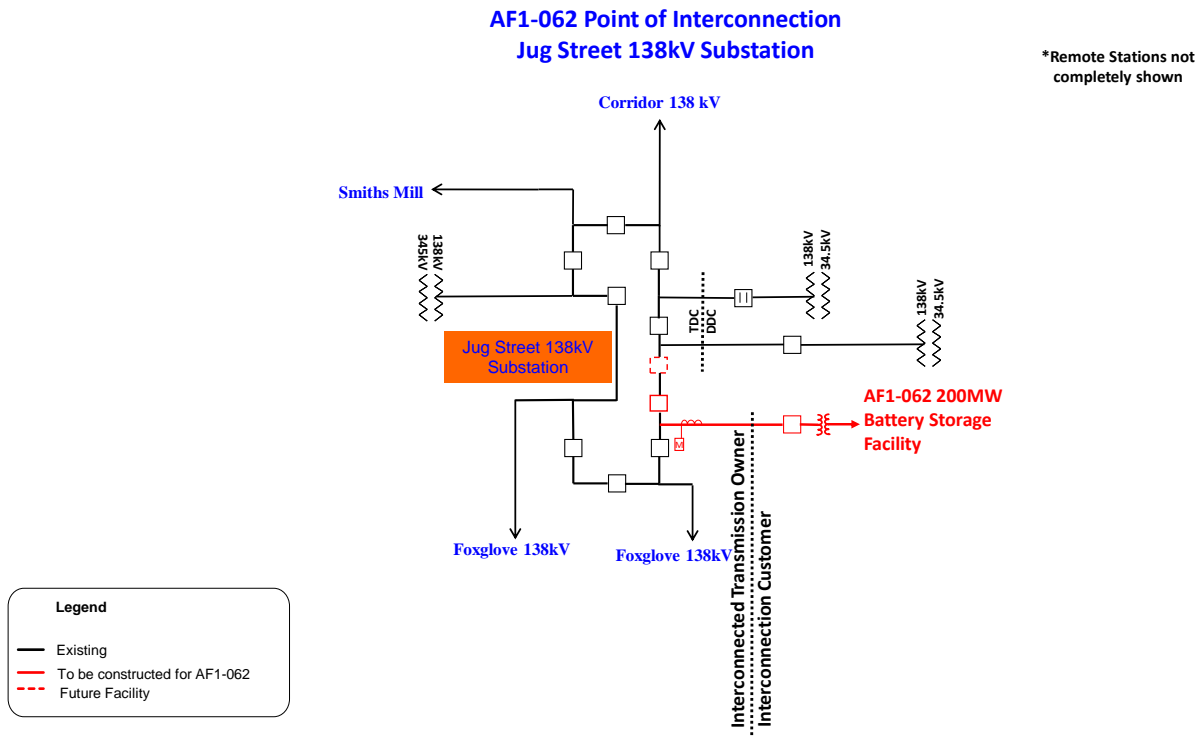 AF1-062 Point of Interconnection
Jug Street 138kV Substation
*Remote Stations not
completely shown
Corridor 138 kV
Smiths Mill
345kV
138kV
138kV
34.5kV
138kV
34.5kV
TDC
DDC
Jug Street 138kV
Substation
AF1-062 200MW
Battery Storage
Facility
M
Foxglove 138kV
Foxglove 138kV
Interconnected Transmission Owner
Interconnection Customer
Legend
Existing
To be constructed for AF1-062
Future Facility